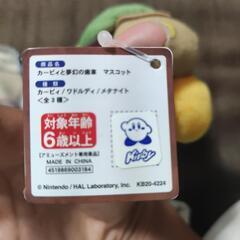 商品名
カービィと夢幻の歯車 マスコット
種類
カービィ/ワドルディ/メタナイト
<全3種>
対象年齢
6歳以上
【アミューズメント専用景品】
MADE IN CHINA
4518869003184
Kirby
© Nintendo / HAL Laboratory, Inc.
KB20-4224